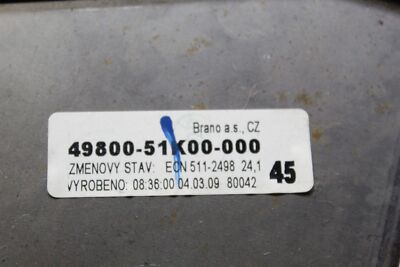 Brano a.s., CZ
49800-51K00-000
ZMENOVY STAV: ECN 511-2498 24,1
VYROBENO: 08:36:00 04.03.09 80042
45